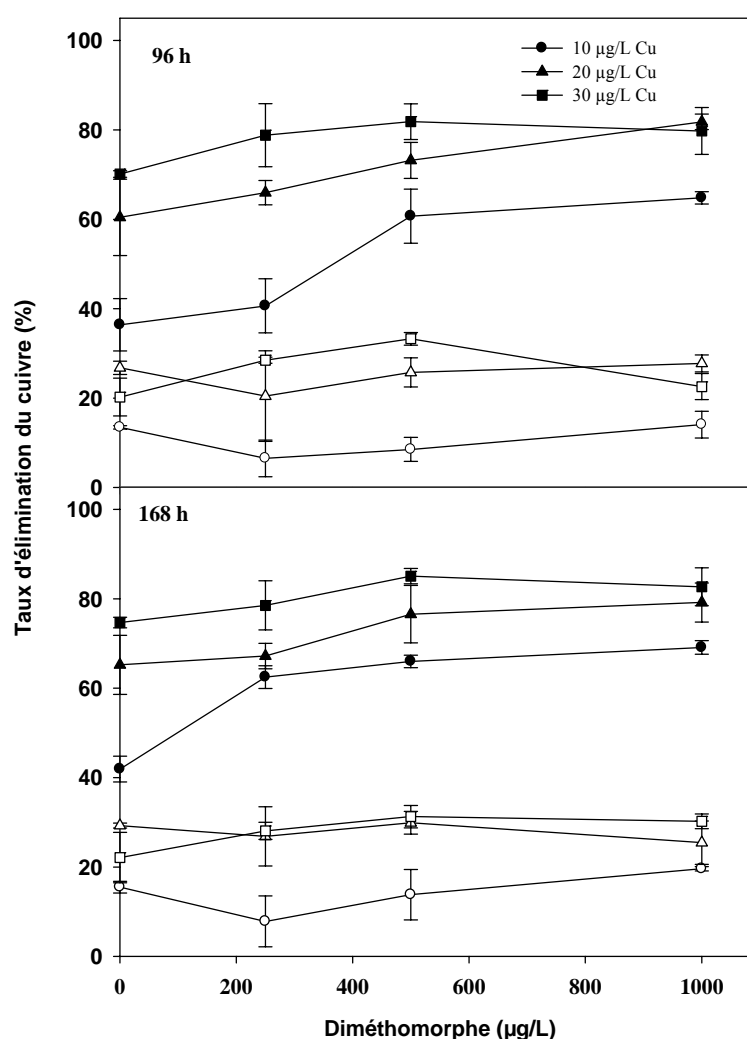 100
96 h
10 µg/L Cu
20 µg/L Cu
30 µg/L Cu
80
60
40
20
0
Taux d'élimination du cuivre (%)
100
168 h
80
60
40
20
0
0 200 400 600 800 1000
Diméthomorphe (µg/L)